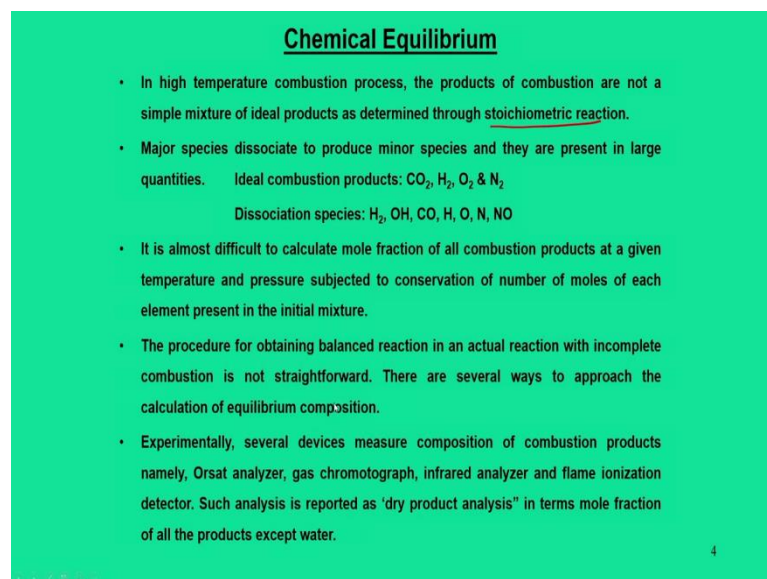 Chemical Equilibrium
• In high temperature combustion process, the products of combustion are not a
simple mixture of ideal products as determined through stoichiometric reaction.
• Major species dissociate to produce minor species and they are present in large
quantities. Ideal combustion products: CO₂, H₂, O₂ & N₂
Dissociation species: H₂, OH, CO, H, O, N, NO
• It is almost difficult to calculate mole fraction of all combustion products at a given
temperature and pressure subjected to conservation of number of moles of each
element present in the initial mixture.
• The procedure for obtaining balanced reaction in an actual reaction with incomplete
combustion is not straightforward. There are several ways to approach the
calculation of equilibrium composition.
• Experimentally, several devices measure composition of combustion products
namely, Orsat analyzer, gas chromotograph, infrared analyzer and flame ionization
detector. Such analysis is reported as ‘dry product analysis” in terms mole fraction
of all the products except water.
4